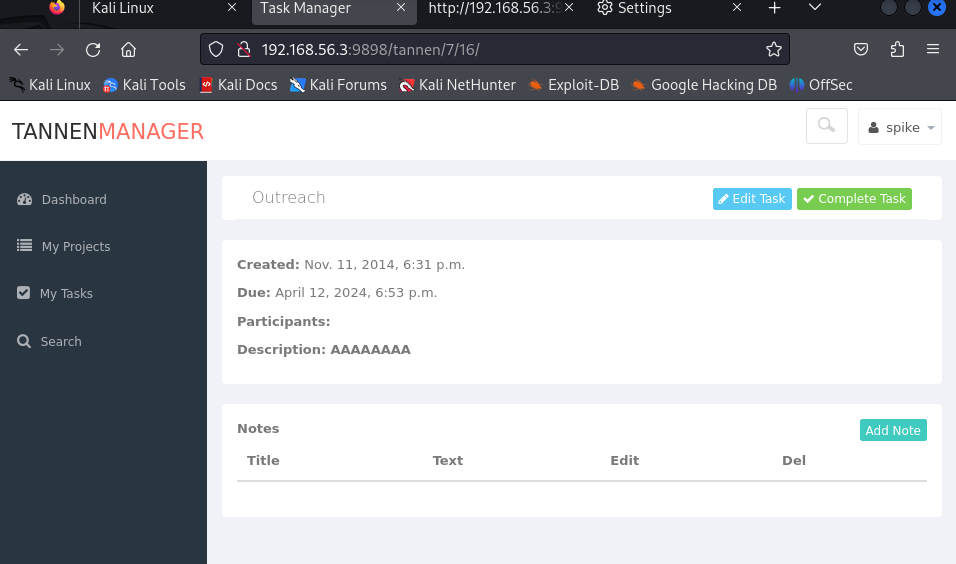 Kali Linux
Task Manager
http://192.168.56.3:9
Settings
192.168.56.3:9898/tannen/7/16/
Kali Linux Kali Tools Kali Docs Kali Forums Kali NetHunter Exploit-DB Google Hacking DB OffSec
TANNENMANAGER
spike
Dashboard
My Projects
My Tasks
Search
Outreach
Edit Task
Complete Task
Created: Nov. 11, 2014, 6:31 p.m.
Due: April 12, 2024, 6:53 p.m.
Participants:
Description: AAAAAAAA
Notes
Add Note
Title Text Edit Del